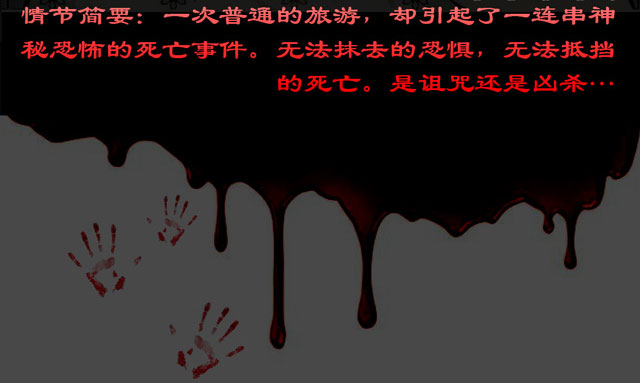 情节简要：一次普通的旅游，却引起了一连串神
秘恐怖的死亡事件。无法抹去的恐惧，无法抵挡
的死亡。是诅咒还是凶杀…